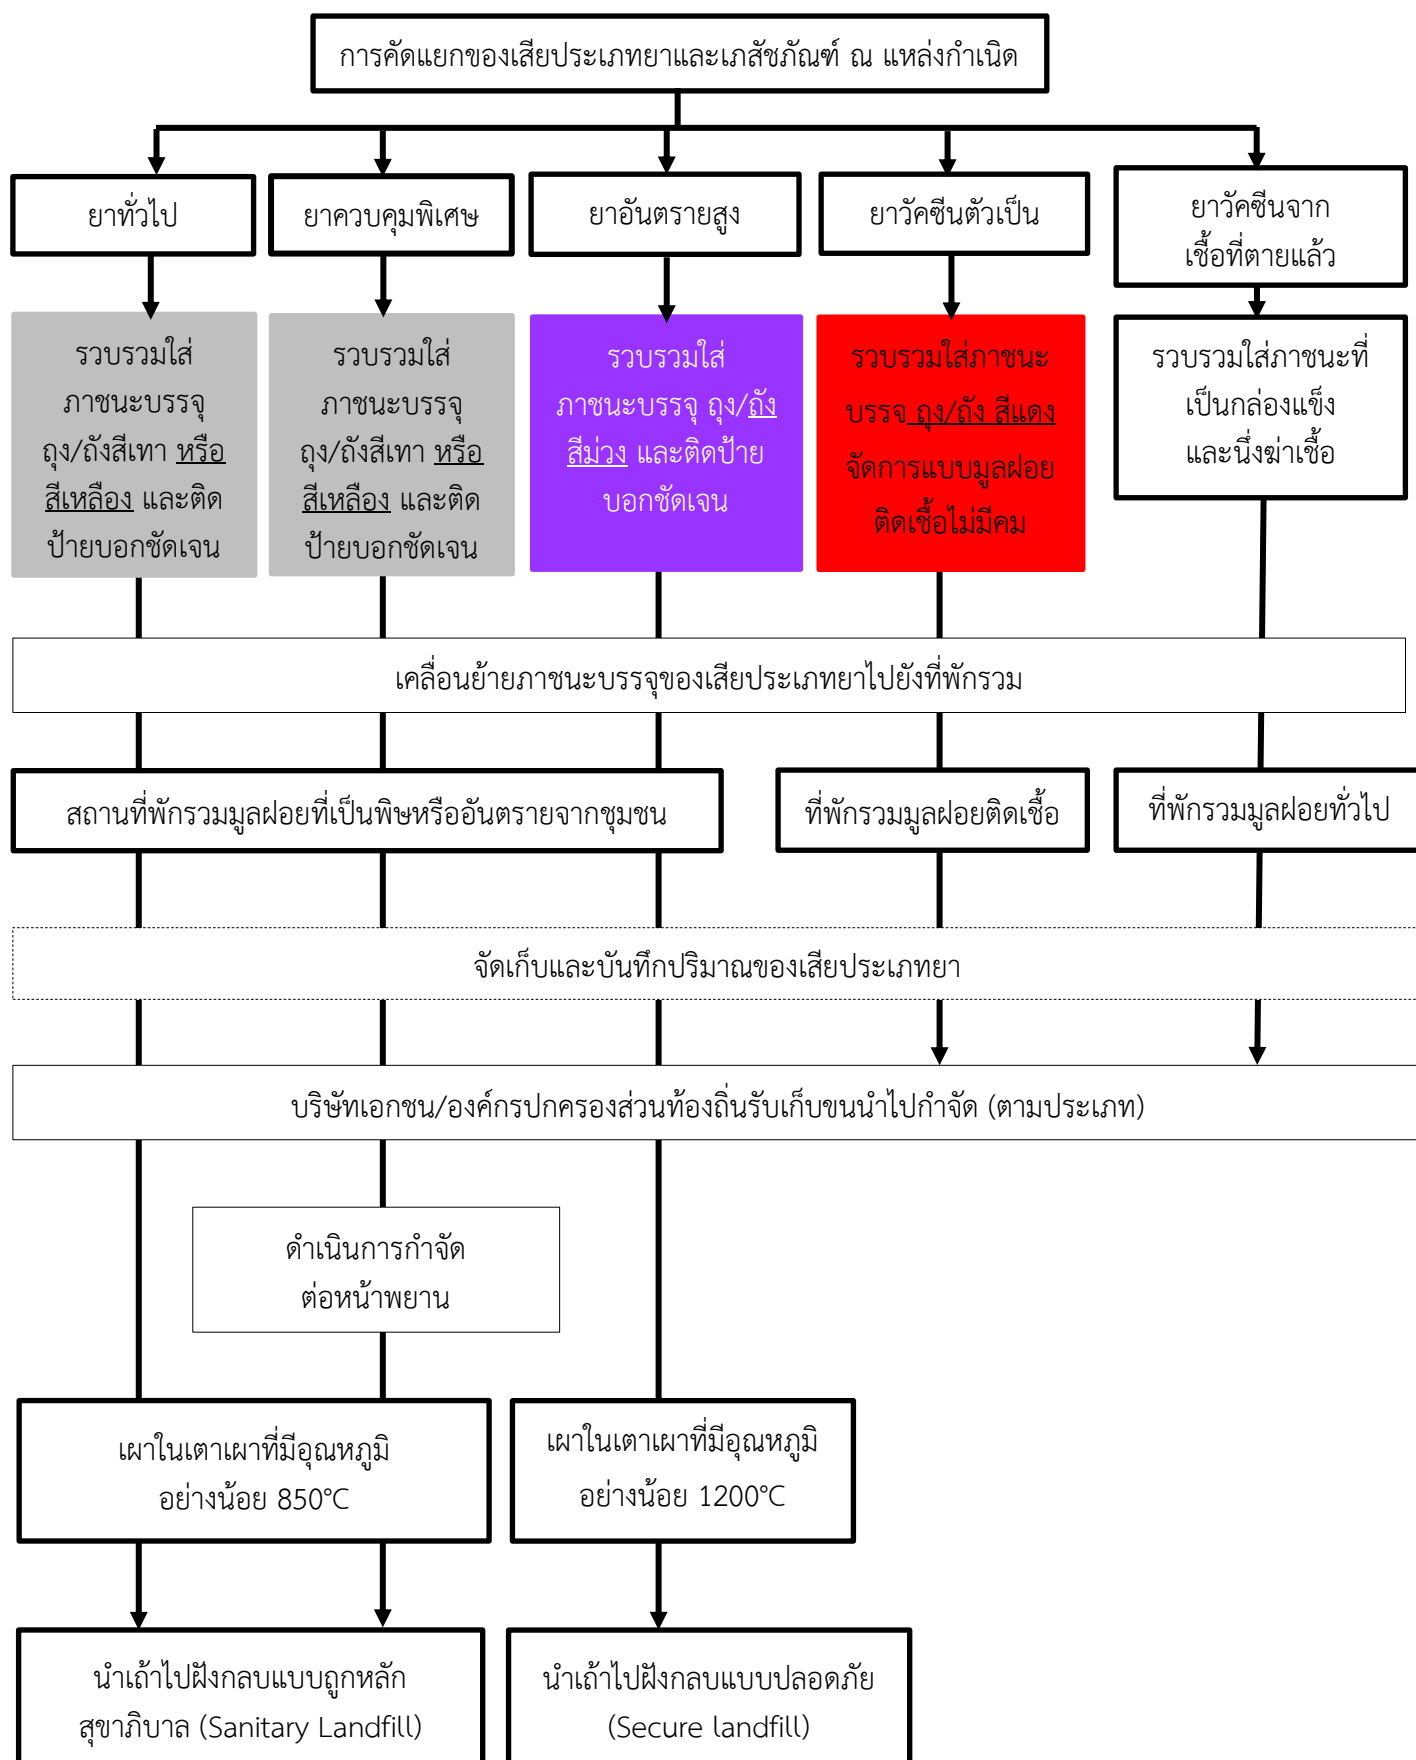 การคัดแยกของเสียประเภทยาและเภสัชภัณฑ์ ณ แหล่งกำเนิด
ยาทั่วไป
ยาควบคุมพิเศษ
ยาอันตรายสูง
ยาวัคซีนตัวเป็น
ยาวัคซีนจาก
เชื้อที่ตายแล้ว
รวบรวมใส่
ภาชนะบรรจุ
ถุง/ถังสีเทา หรือ
สีเหลือง และติด
ป้ายบอกชัดเจน
รวบรวมใส่
ภาชนะบรรจุ
ถุง/ถังสีเทา หรือ
สีเหลือง และติด
ป้ายบอกชัดเจน
รวบรวมใส่
ภาชนะบรรจุ ถุง/ถัง
สีม่วง และติดป้าย
บอกชัดเจน
รวบรวมใส่ภาชนะ
บรรจ ถุง/ถัง สีแดง
จัดการแบบมูลฝอย
ติดเชื้อไม่มีคม
รวบรวมใส่ภาชนะที่
เป็นกล่องแข็ง
และนึ่งฆ่าเชื้อ
เคลื่อนย้ายภาชนะบรรจุของเสียประเภทยาไปยังที่พักรวม
สถานที่พักรวมมูลฝอยที่เป็นพิษหรืออันตรายจากชุมชน
ที่พักรวมมูลฝอยติดเชื้อ
ที่พักรวมมูลฝอยทั่วไป
จัดเก็บและบันทึกปริมาณของเสียประเภทยา
บริษัทเอกชน/องค์กรปกครองส่วนท้องถิ่นรับเก็บขนนำไปกำจัด (ตามประเภท)
ดำเนินการกำจัด
ต่อหน้าพยาน
เผาในเตาเผาที่มีอุณหภูมิ
อย่างน้อย 850°C
เผาในเตาเผาที่มีอุณหภูมิ
อย่างน้อย 1200°C
นำเถ้าไปฝังกลบแบบถูกหลัก
สุขาภิบาล (Sanitary Landfill)
นำเถ้าไปฝังกลบแบบปลอดภัย
(Secure landfill)